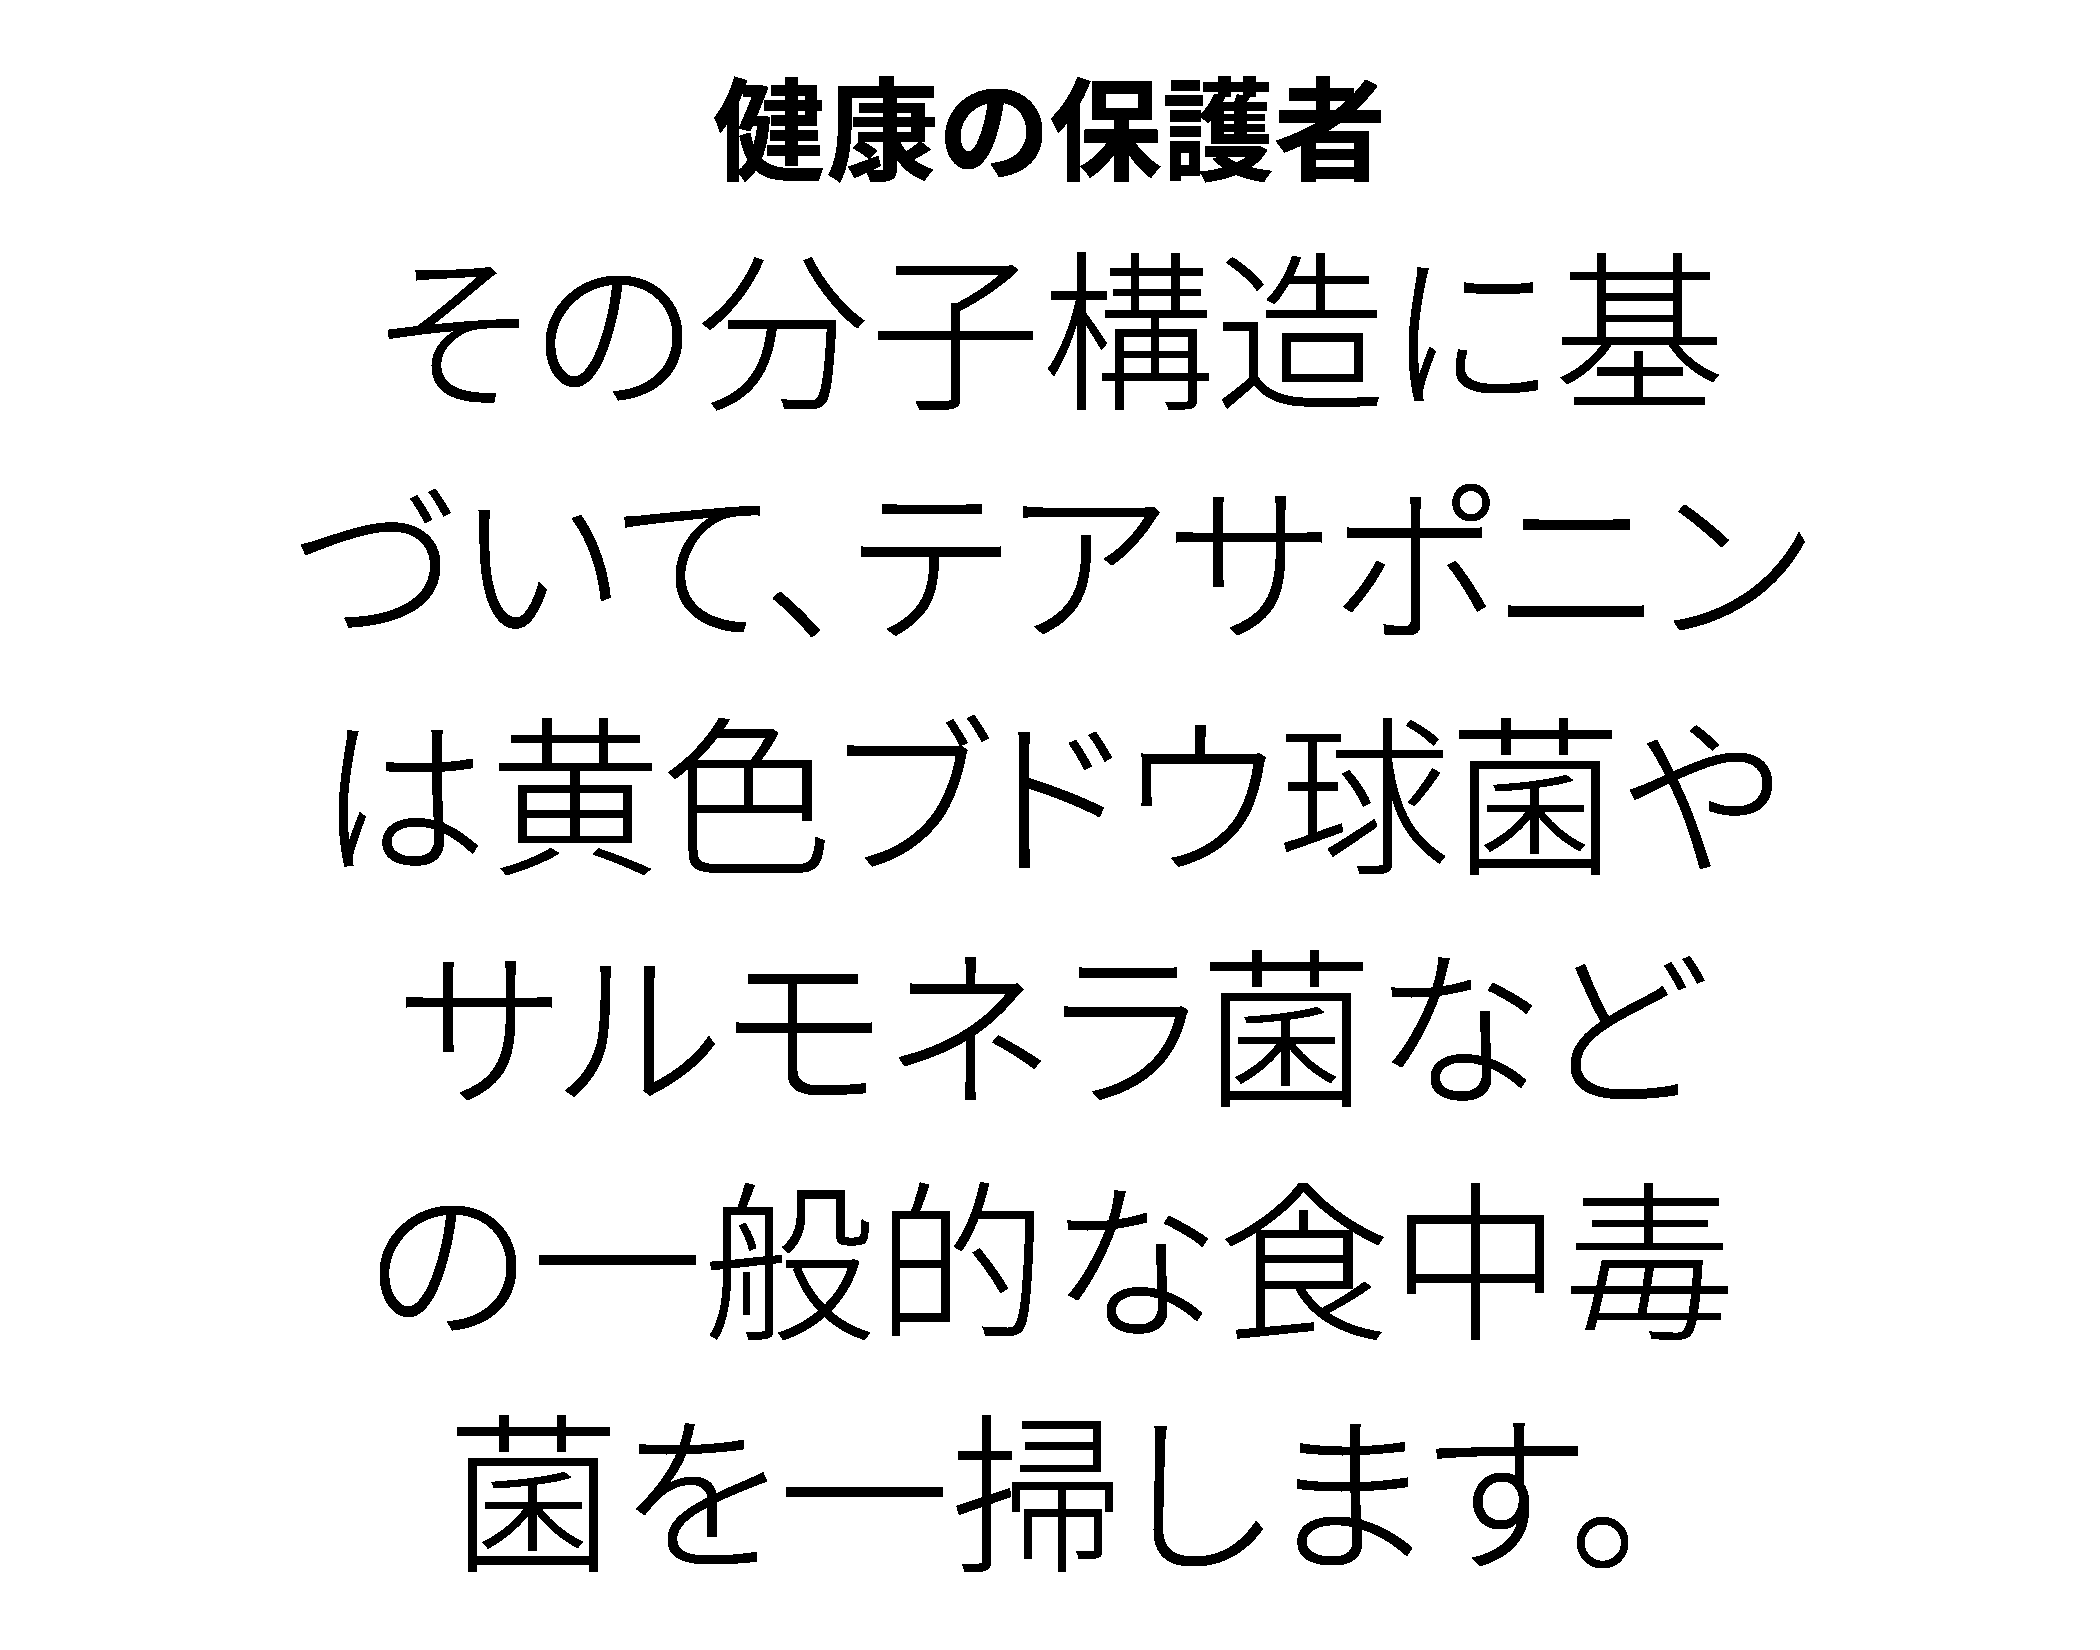 健康の保護者
その分子構造に基
づいて、テアサポニン
は黄色ブドウ球菌や
サルモネラ菌など
の一般的な食中毒
菌を一掃します。